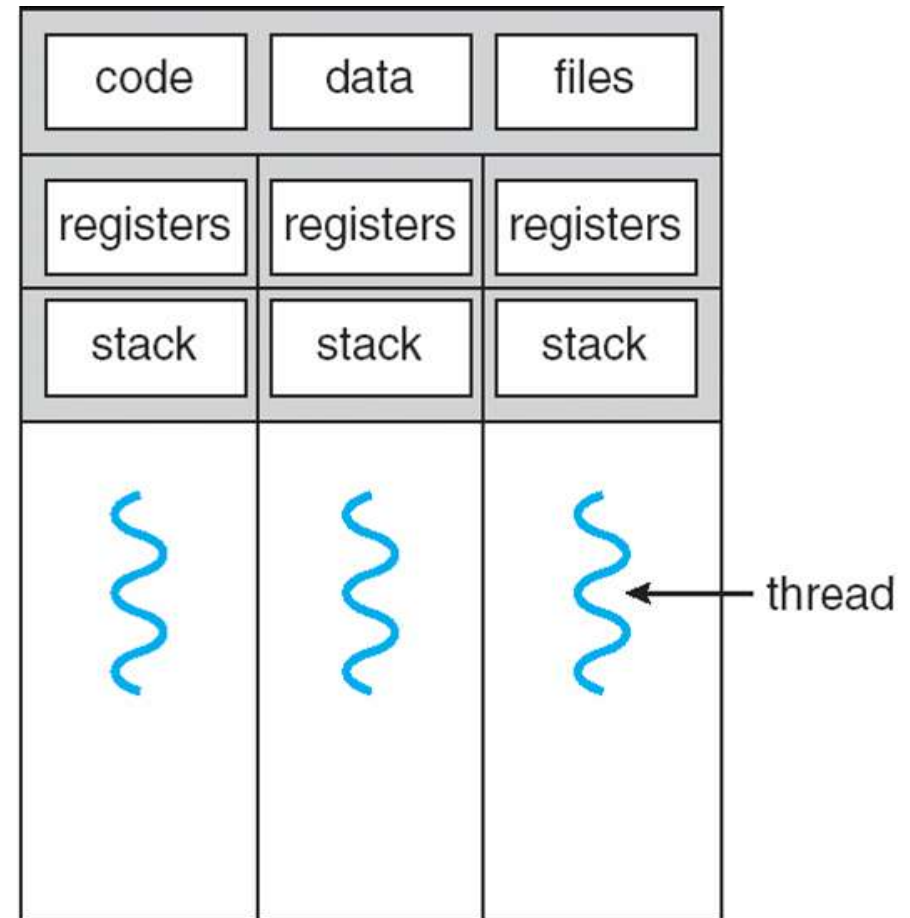 code data files
registers registers registers
stack stack stack
thread